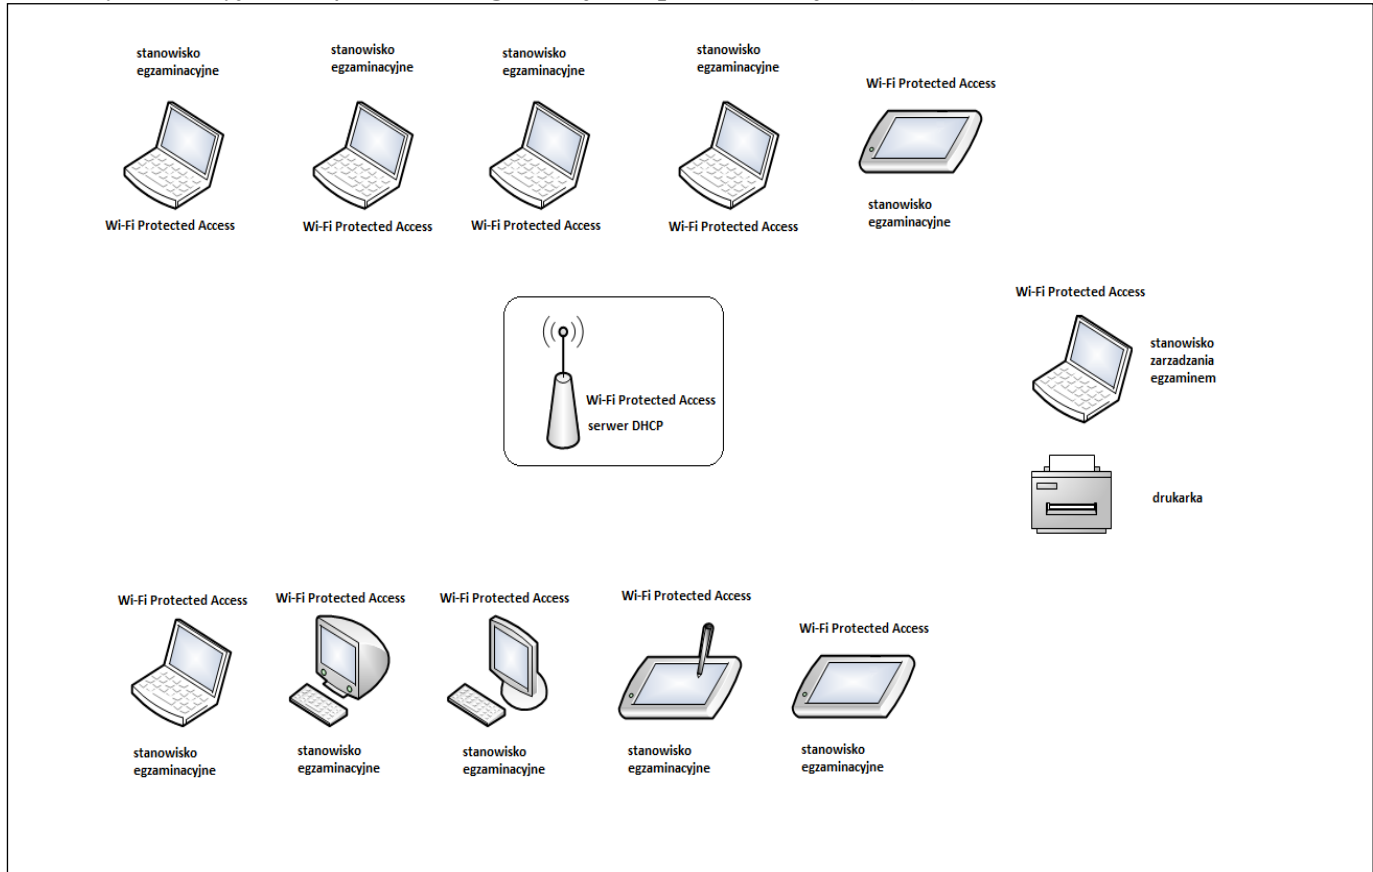 stanowisko
egzaminacyjne
stanowisko
egzaminacyjne
stanowisko
egzaminacyjne
stanowisko
egzaminacyjne
Wi-Fi Protected Access
Wi-Fi Protected Access
Wi-Fi Protected Access
Wi-Fi Protected Access
Wi-Fi Protected Access
stanowisko
egzaminacyjne
Wi-Fi Protected Access
stanowisko
zarzadzania
egzaminem
Wi-Fi Protected Access
serwer DHCP
drukarka
Wi-Fi Protected Access
Wi-Fi Protected Access
Wi-Fi Protected Access
Wi-Fi Protected Access
Wi-Fi Protected Access
stanowisko
egzaminacyjne
stanowisko
egzaminacyjne
stanowisko
egzaminacyjne
stanowisko
egzaminacyjne
stanowisko
egzaminacyjne